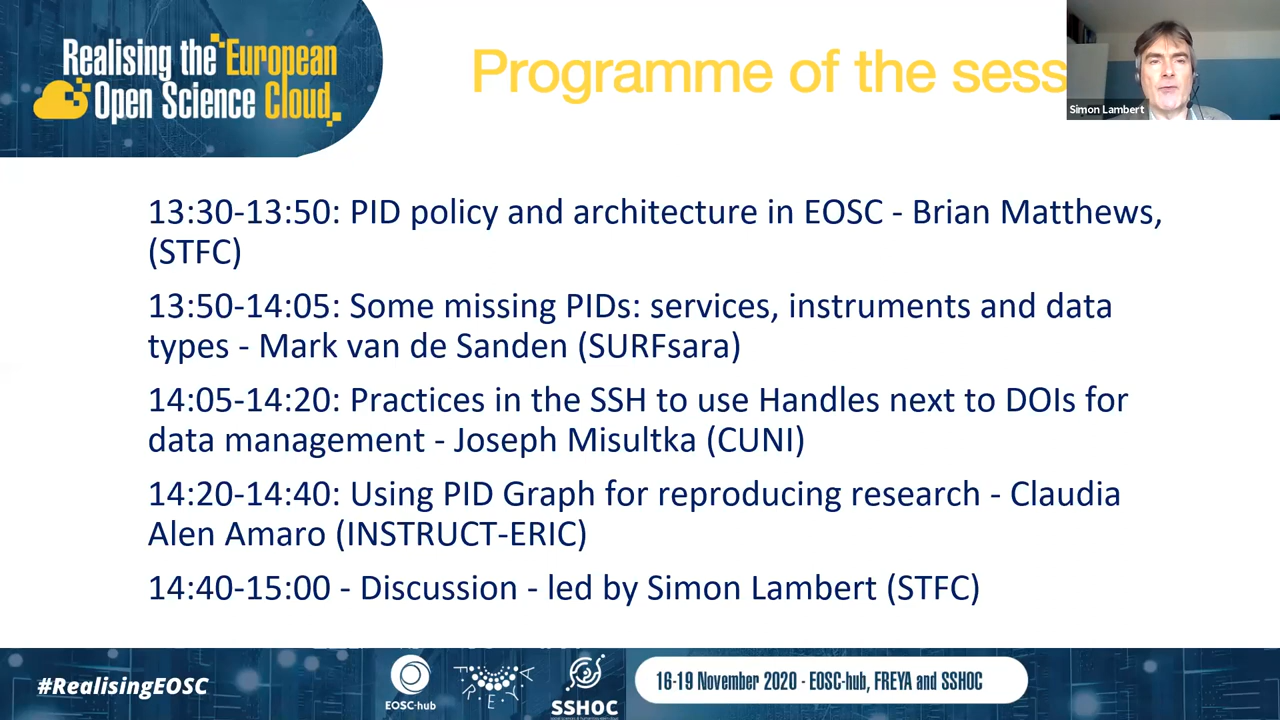 Realising the European
Open Science Cloud
Programme of the sess
Simon Lambert
13:30-13:50: PID policy and architecture in EOSC - Brian Matthews,
(STFC)
13:50-14:05: Some missing PIDs: services, instruments and data
types - Mark van de Sanden (SURFsara)
14:05-14:20: Practices in the SSH to use Handles next to DOIs for
data management - Joseph Misultka (CUNI)
14:20-14:40: Using PID Graph for reproducing research - Claudia
Alen Amaro (INSTRUCT-ERIC)
14:40-15:00 - Discussion - led by Simon Lambert (STFC)
#RealisingEOSC
EOSC-hub
FREYA
SSHOC
16-19 November 2020 - EOSC-hub, FREYA and SSHOC